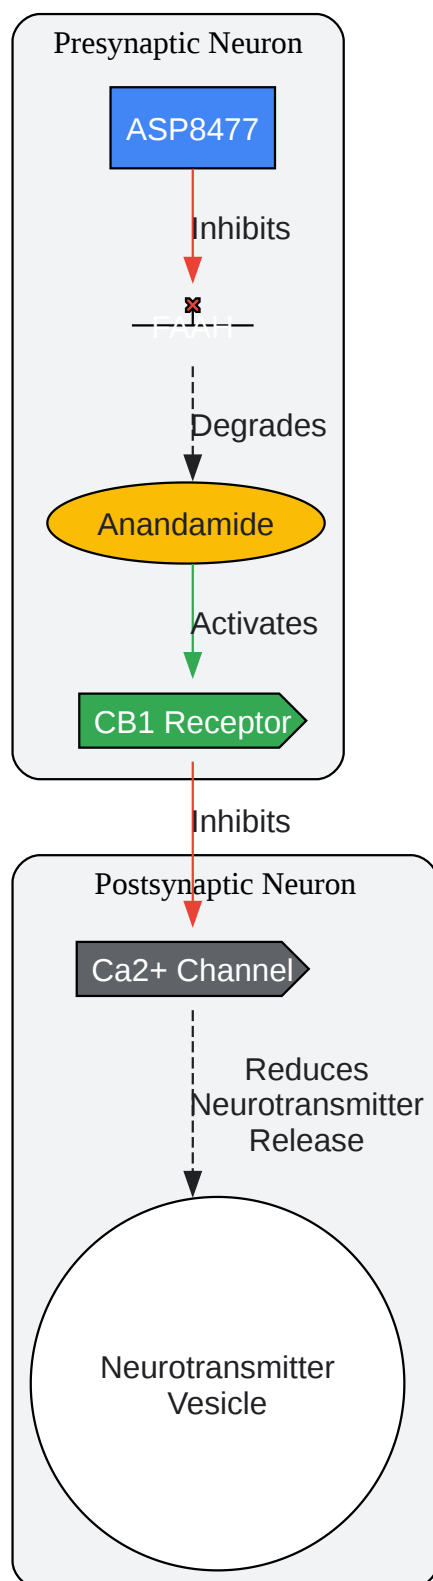 Presynaptic Neuron
ASP8477
Inhibits
FAAH
Degrades
Anandamide
Activates
CB1 Receptor
Inhibits
Postsynaptic Neuron
Ca2+ Channel
Reduces
Neurotransmitter
Release
Neurotransmitter
Vesicle